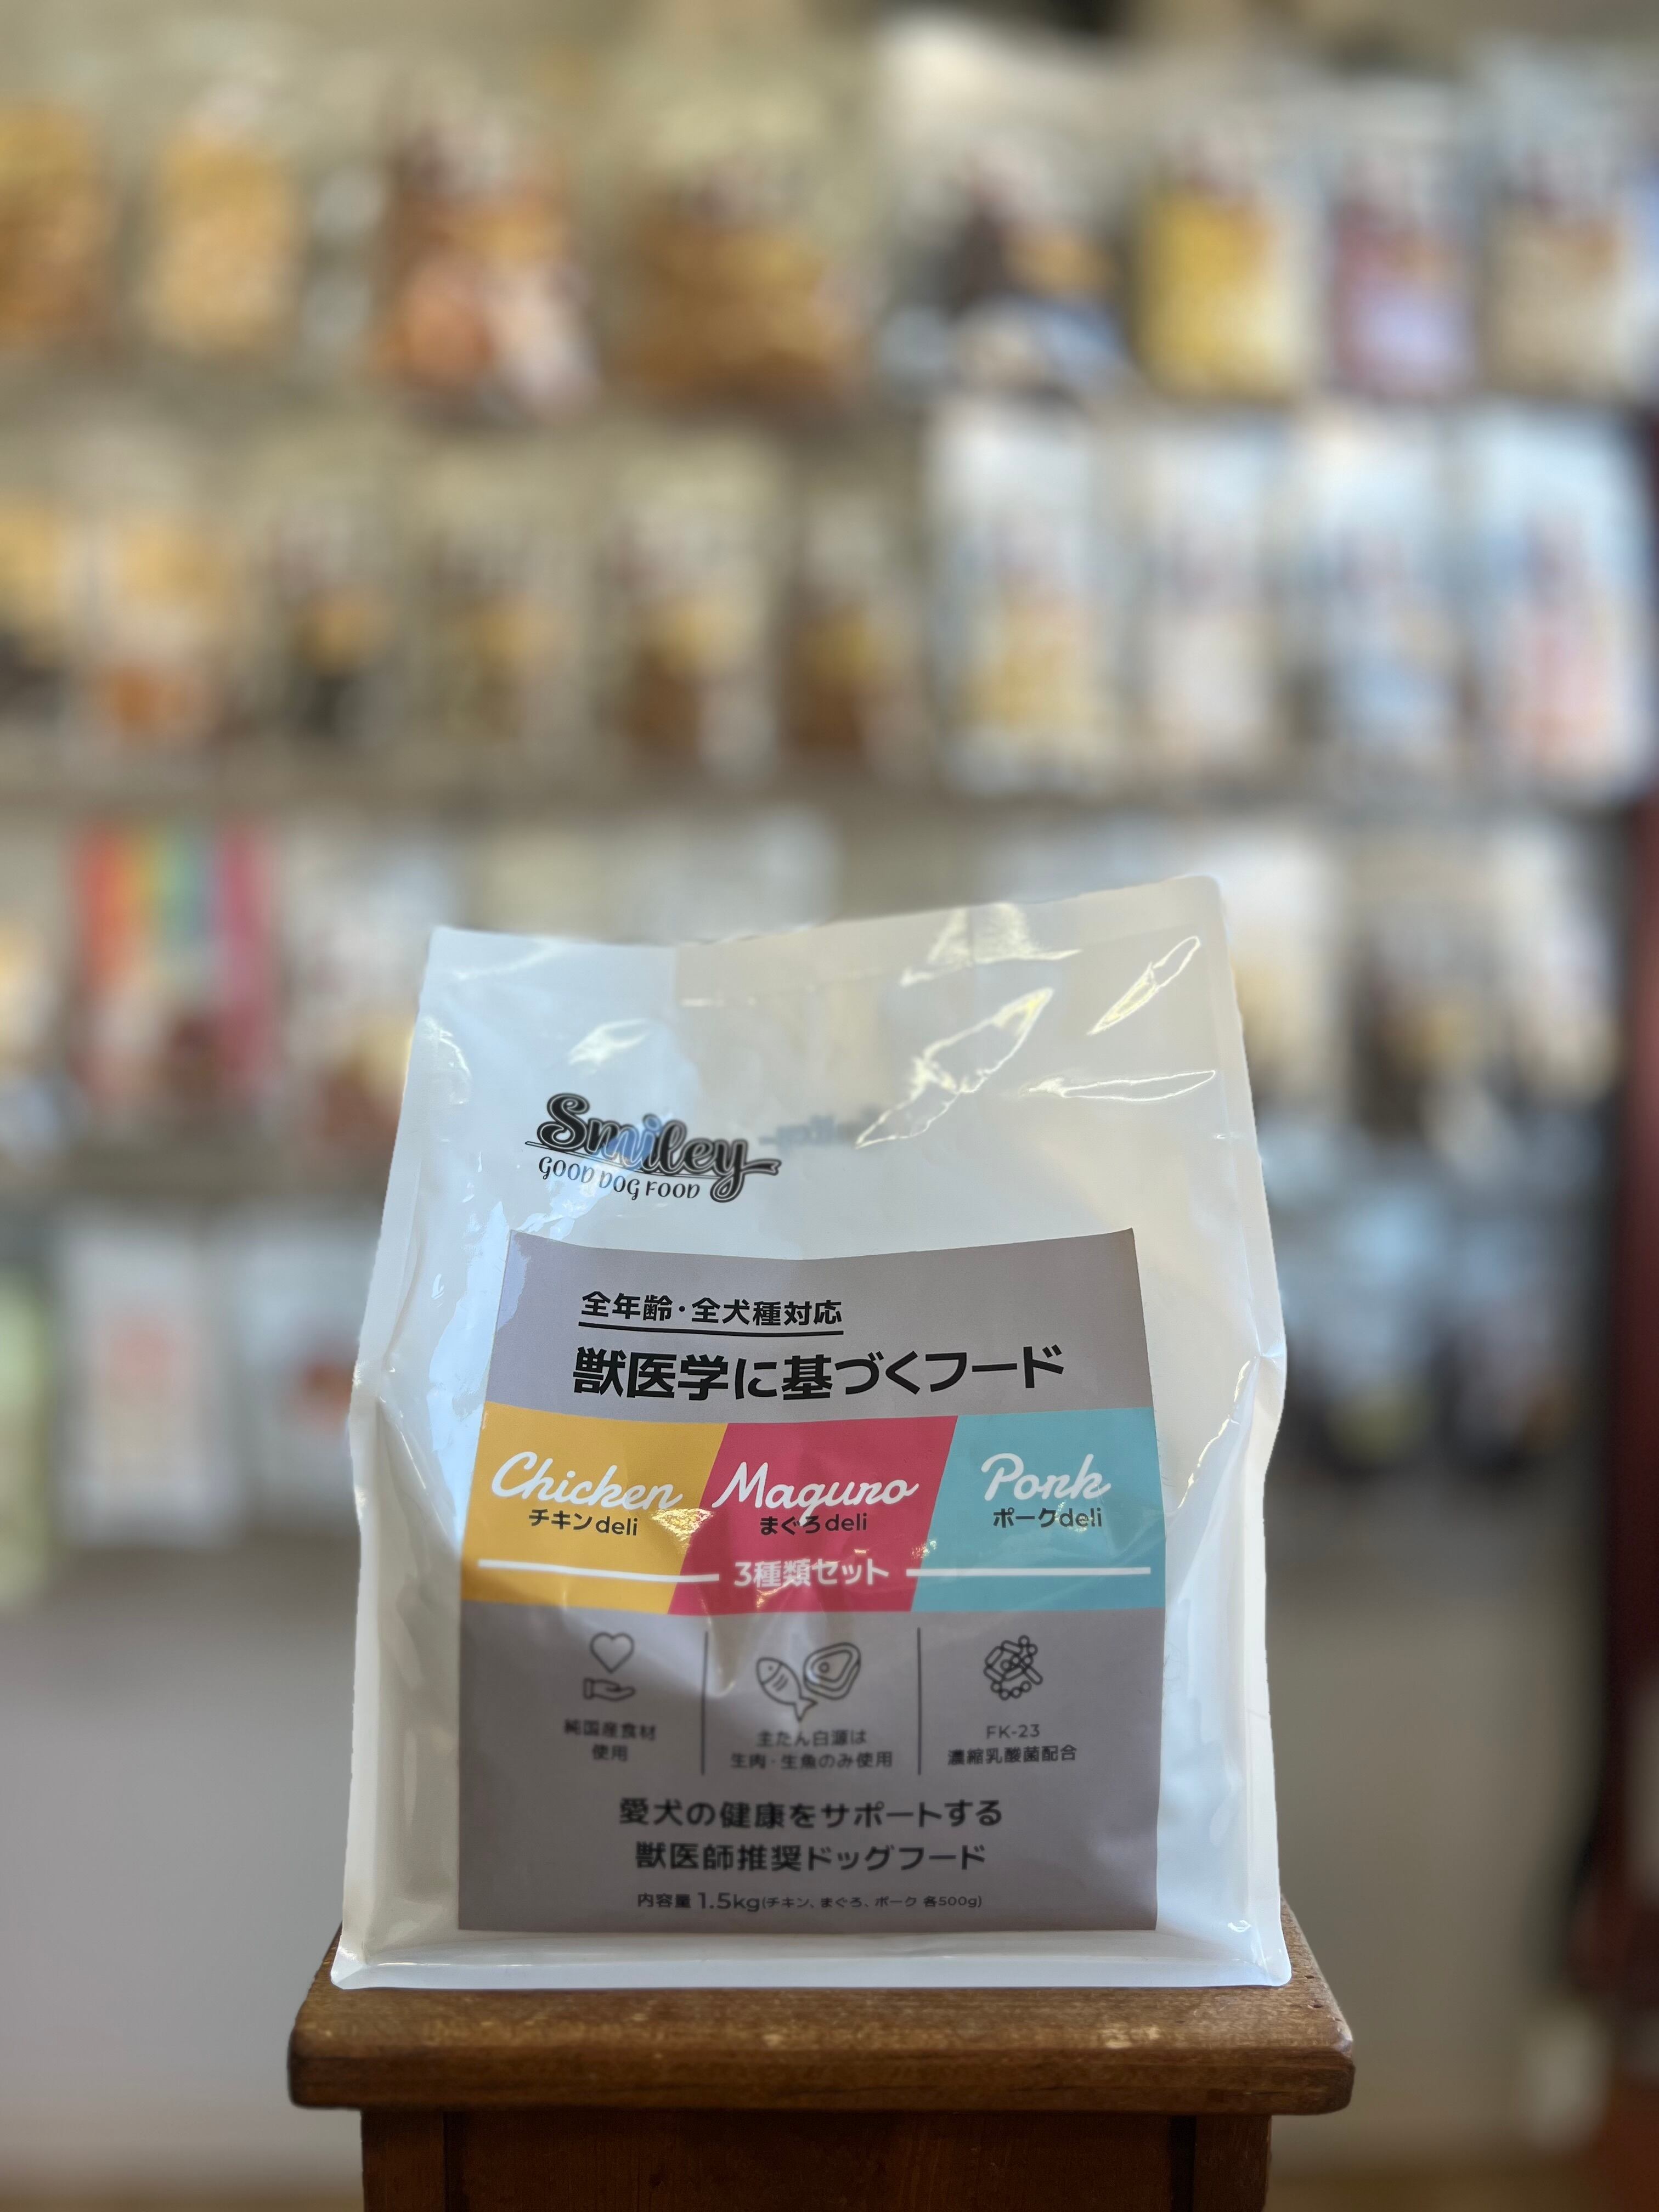 Smiley
GOOD DOG FOOD
全年齢・全犬種対応
獣医学に基づくフード
Chicken
チキンdeli
Maguro
まぐろdeli
Pork
ポークdeli
3種類セット
純国産食材
使用
主たん白源は
生肉・生魚のみ使用
FK-23
濃縮乳酸菌配合
愛犬の健康をサポートする
獣医師推奨ドッグフード
内容量 1.5kg(チキン、まぐろ、ポーク 各500g)